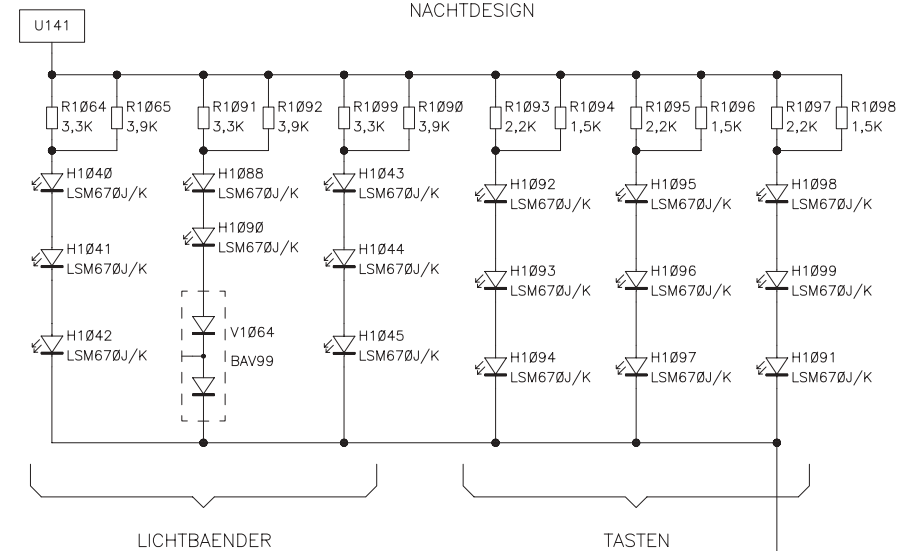 NACHTDESIGN
U141
R1Ø64
3,3K
R1Ø65
3,9K
R1Ø91
3,3K
R1Ø92
3,9K
R1Ø99
3,3K
R1Ø9Ø
3,9K
R1Ø93
2,2K
R1Ø94
1,5K
R1Ø95
2,2K
R1Ø96
1,5K
R1Ø97
2,2K
R1Ø98
1,5K
H1Ø4Ø
LSM67ØJ/K
H1Ø88
LSM67ØJ/K
H1Ø43
LSM67ØJ/K
H1Ø92
LSM67ØJ/K
H1Ø95
LSM67ØJ/K
H1Ø98
LSM67ØJ/K
H1Ø9Ø
LSM67ØJ/K
H1Ø41
LSM67ØJ/K
H1Ø44
LSM67ØJ/K
H1Ø93
LSM67ØJ/K
H1Ø96
LSM67ØJ/K
H1Ø99
LSM67ØJ/K
V1Ø64
BAV99
H1Ø42
LSM67ØJ/K
H1Ø45
LSM67ØJ/K
H1Ø94
LSM67ØJ/K
H1Ø97
LSM67ØJ/K
H1Ø91
LSM67ØJ/K
LICHTBAENDER
TASTEN